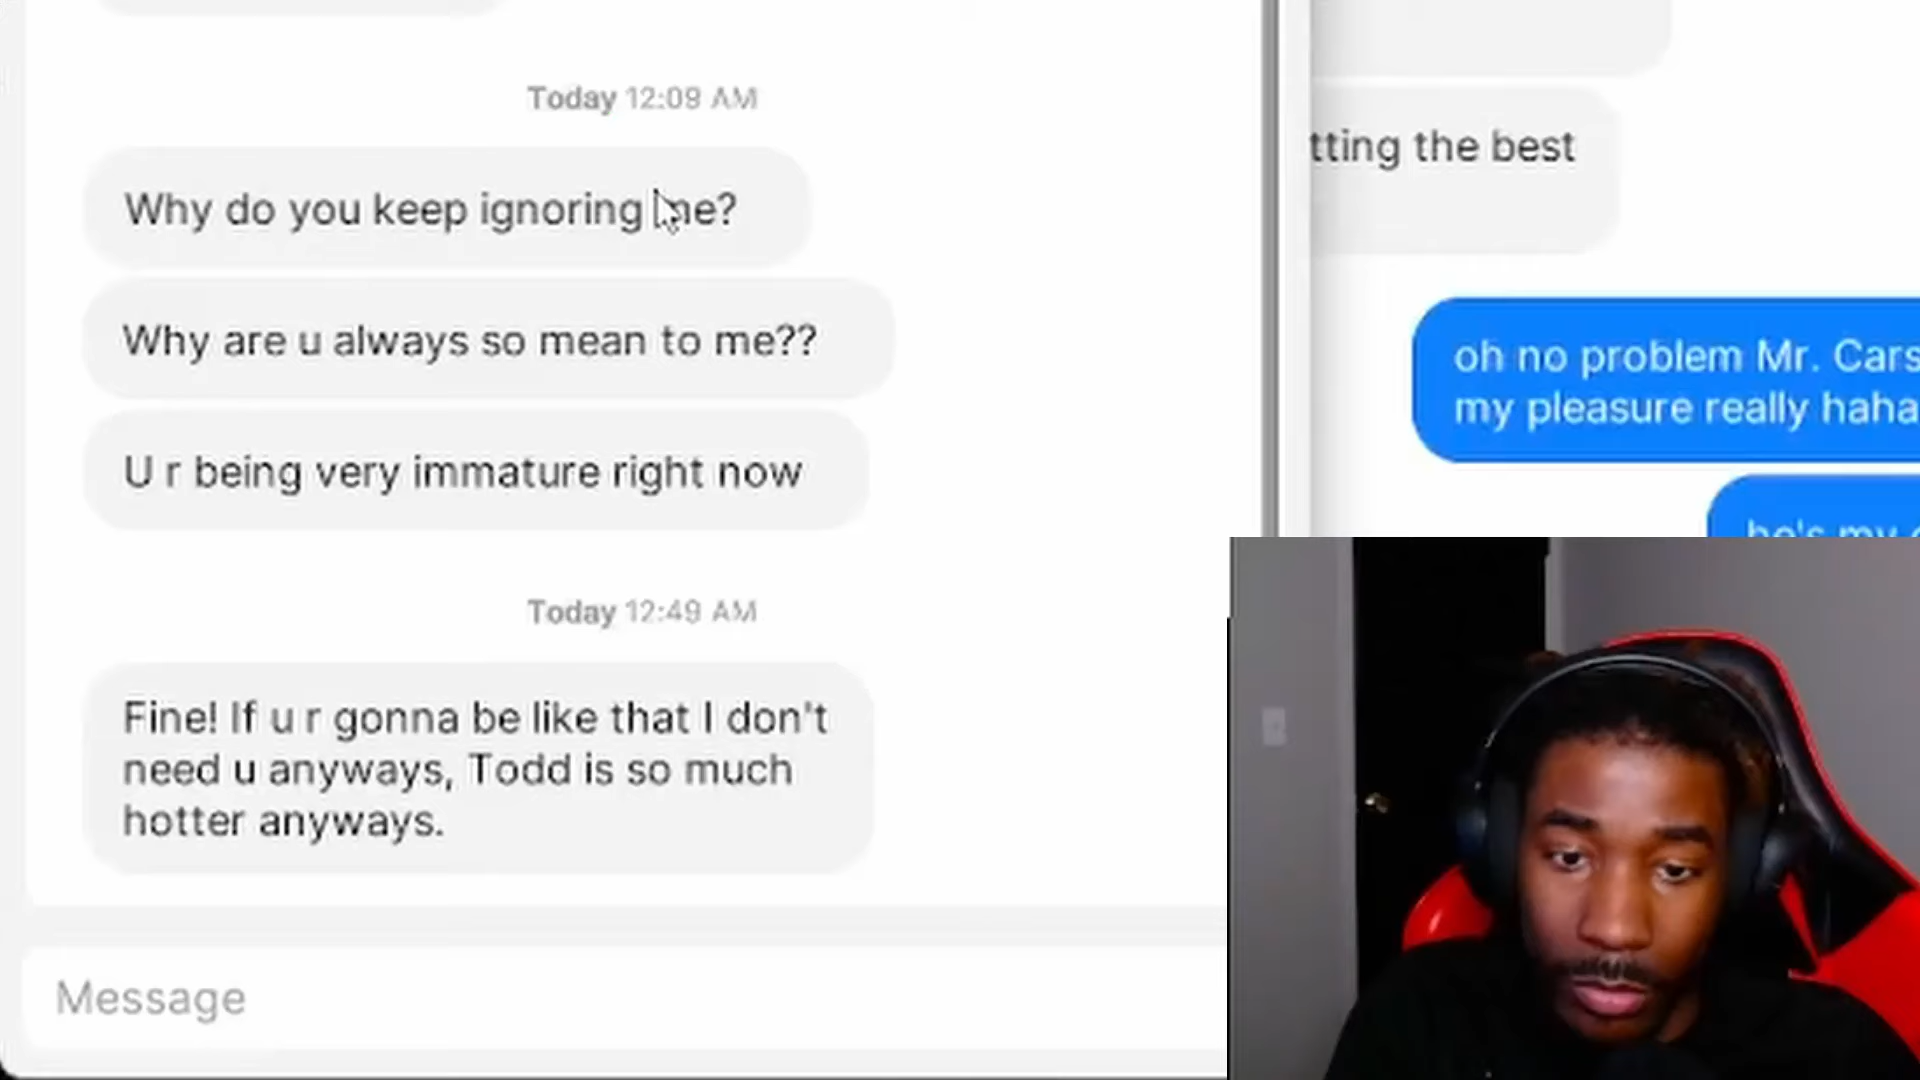 Today 12:09 AM
Why do you keep ignoring me?
Why are u always so mean to me??
U r being very immature right now
Today 12:49 AM
Fine! If u r gonna be like that I don't
need u anyways, Todd is so much
hotter anyways.
Message
tting the best
oh no problem Mr. Cars
my pleasure really haha
he's my